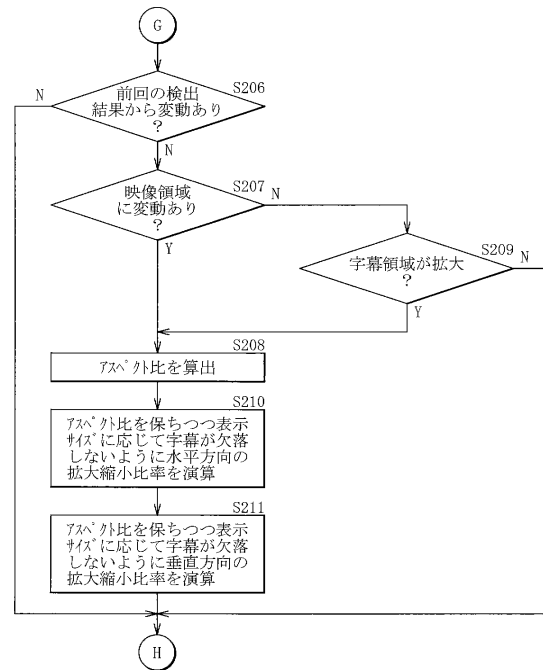 G
S206
N
前回の検出
結果から変動あり
?
N
S207
映像領域
に変動あり
?
N
Y
S209
字幕領域が拡大
?
N
Y
S208
ｱｽﾍﾟｸﾄ比を算出
S210
ｱｽﾍﾟｸﾄ比を保ちつつ表示
ｻｲｽﾞに応じて字幕が欠落
しないように水平方向の
拡大縮小比率を演算
S211
ｱｽﾍﾟｸﾄ比を保ちつつ表示
ｻｲｽﾞに応じて字幕が欠落
しないように垂直方向の
拡大縮小比率を演算
H